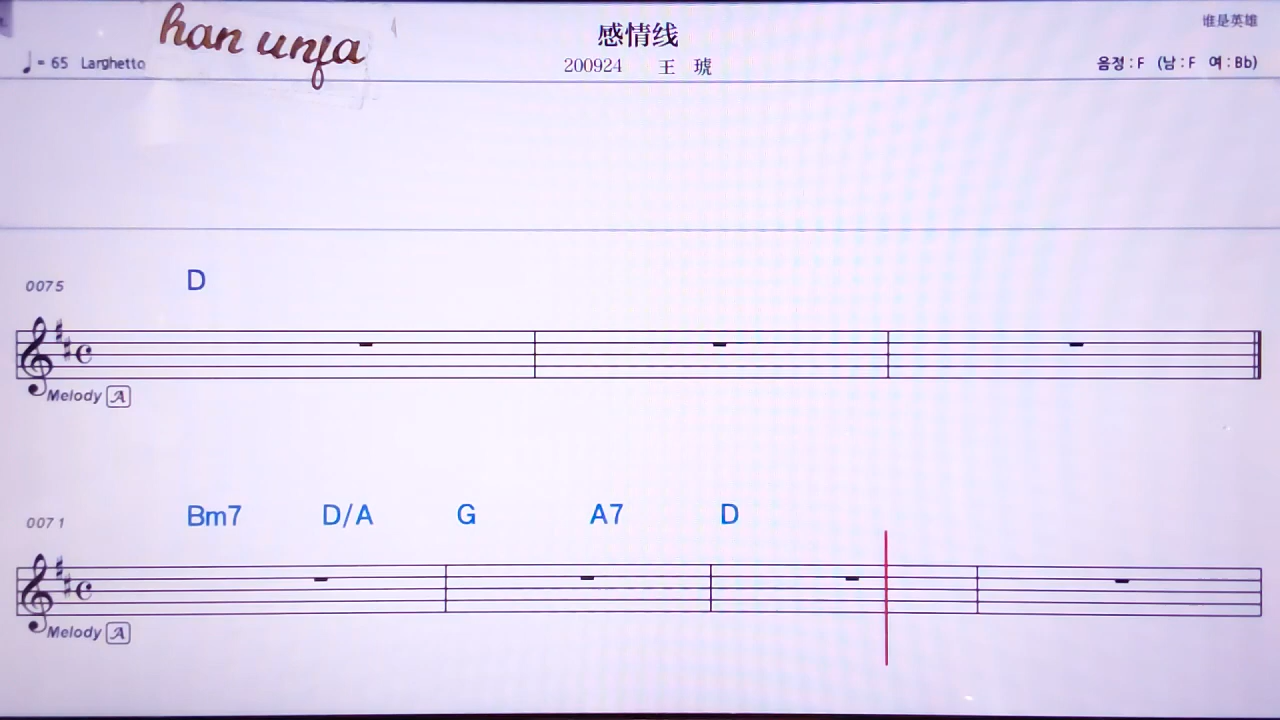 han unfa
感情线
谁是英雄
♩= 65 Larghetto
200924 王 琥
음정 : F (남 : F 여 : Bb)
0075 D
Melody A
0071 Bm7 D/A G A7 D
Melody A